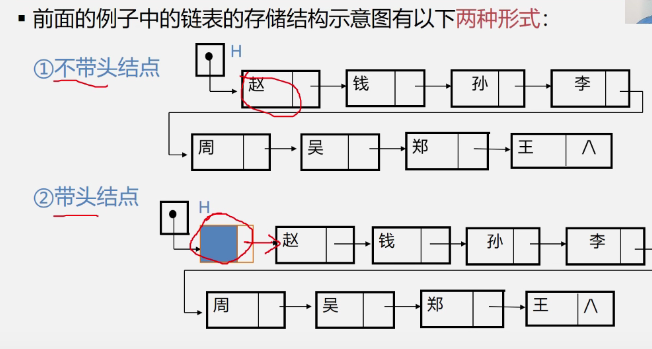 ▪ 前面的例子中的链表的存储结构示意图有以下两种形式：
H
①不带头结点
赵 钱 孙 李
周 吴 郑 王 ∧
②带头结点
H
赵 钱 孙 李
周 吴 郑 王 ∧